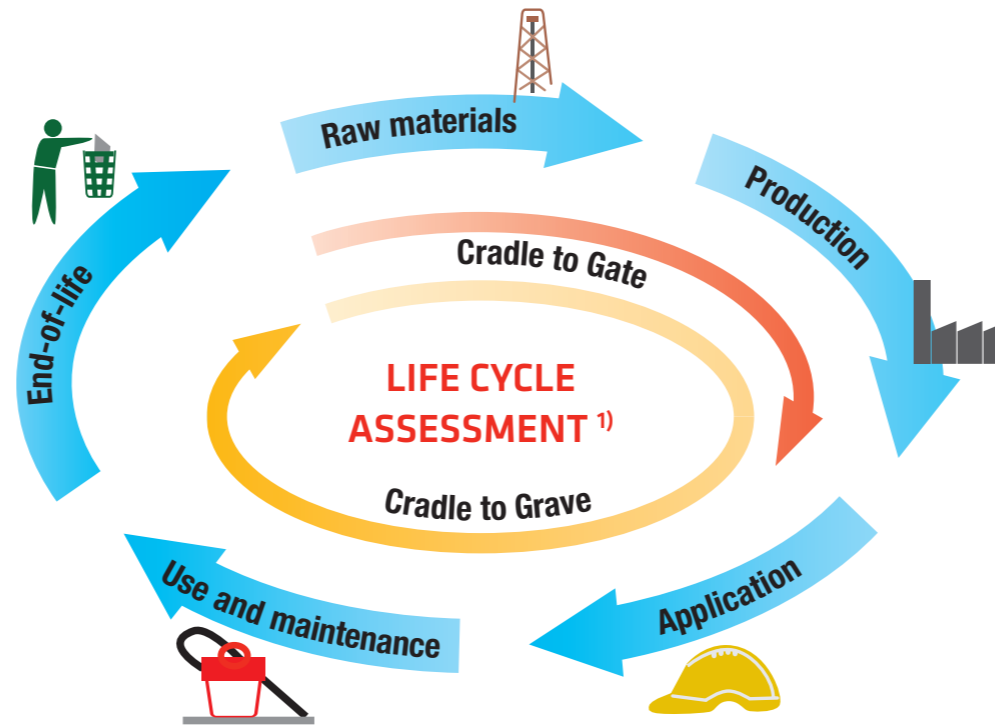 Raw materials
Production
Cradle to Gate
End-of-life
LIFE CYCLE
ASSESSMENT 1)
Cradle to Grave
Application
Use and maintenance